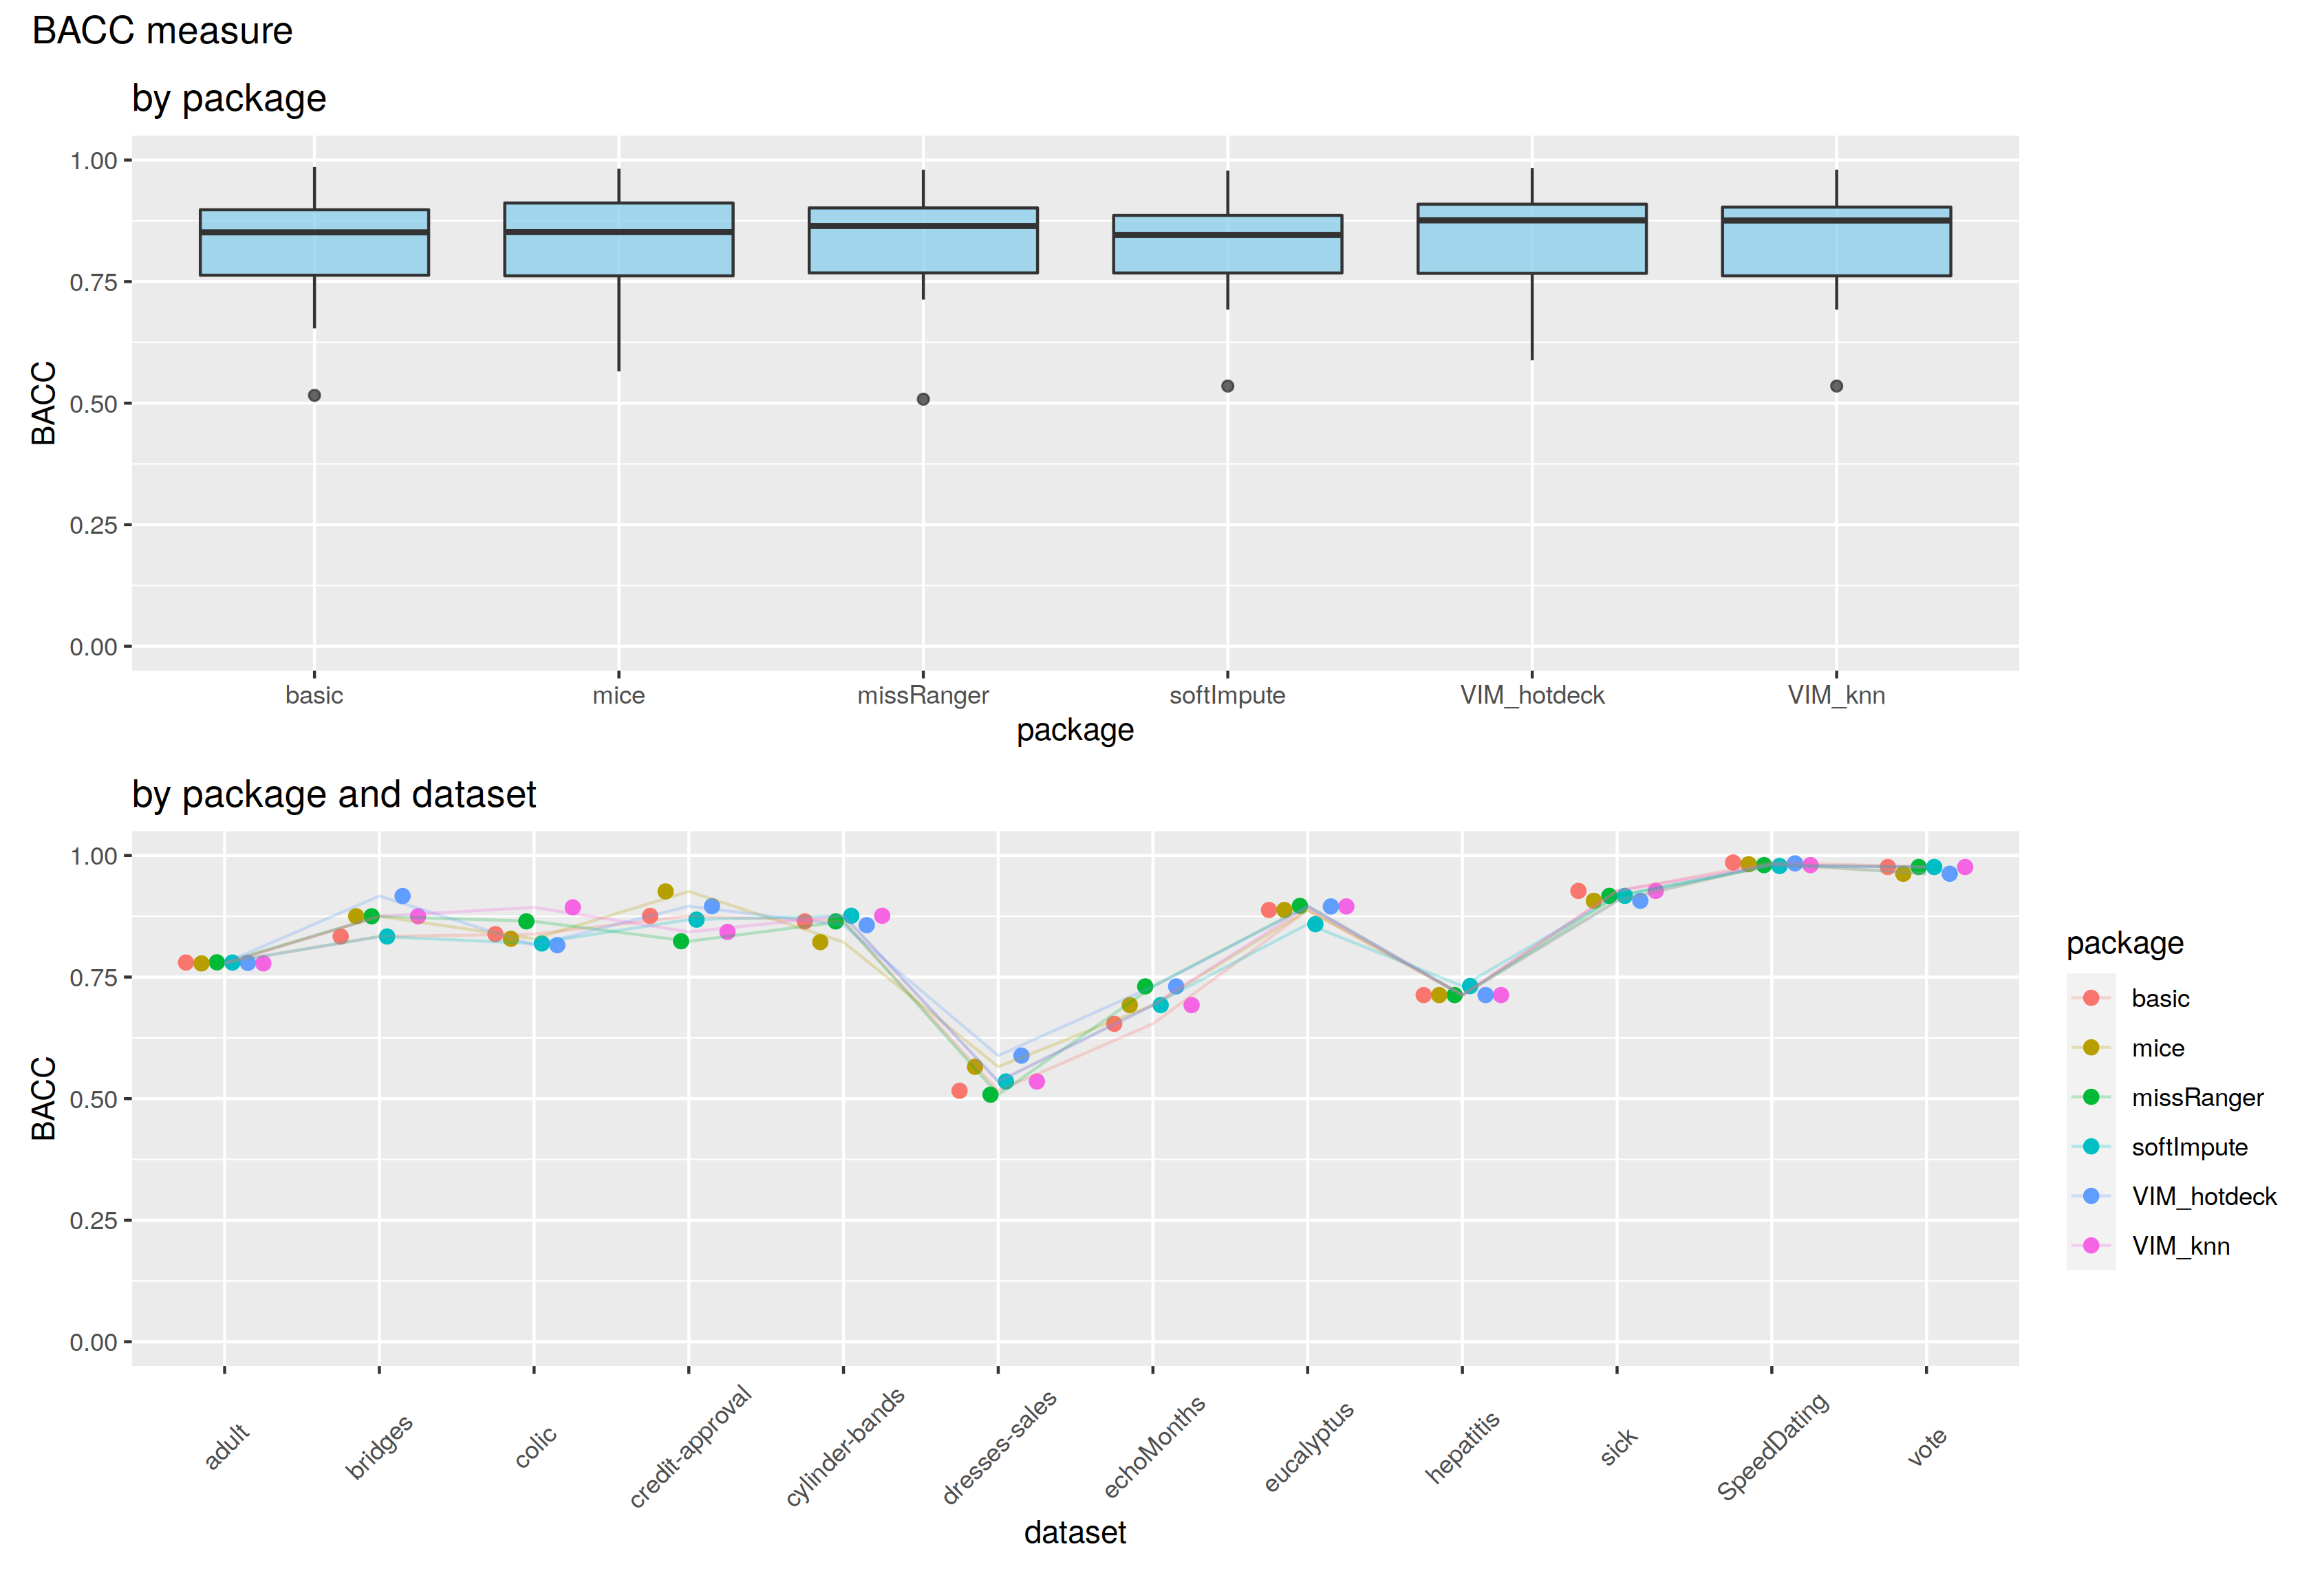 BACC measure
by package
1.00
0.75
0.50
0.25
0.00
BACC
basic mice missRanger softImpute VIM_hotdeck VIM_knn
package
by package and dataset
1.00
0.75
0.50
0.25
0.00
BACC
adult bridges colic credit-approval cylinder-bands dresses-sales echoMonths eucalyptus hepatitis sick SpeedDating vote
dataset
package
basic
mice
missRanger
softImpute
VIM_hotdeck
VIM_knn